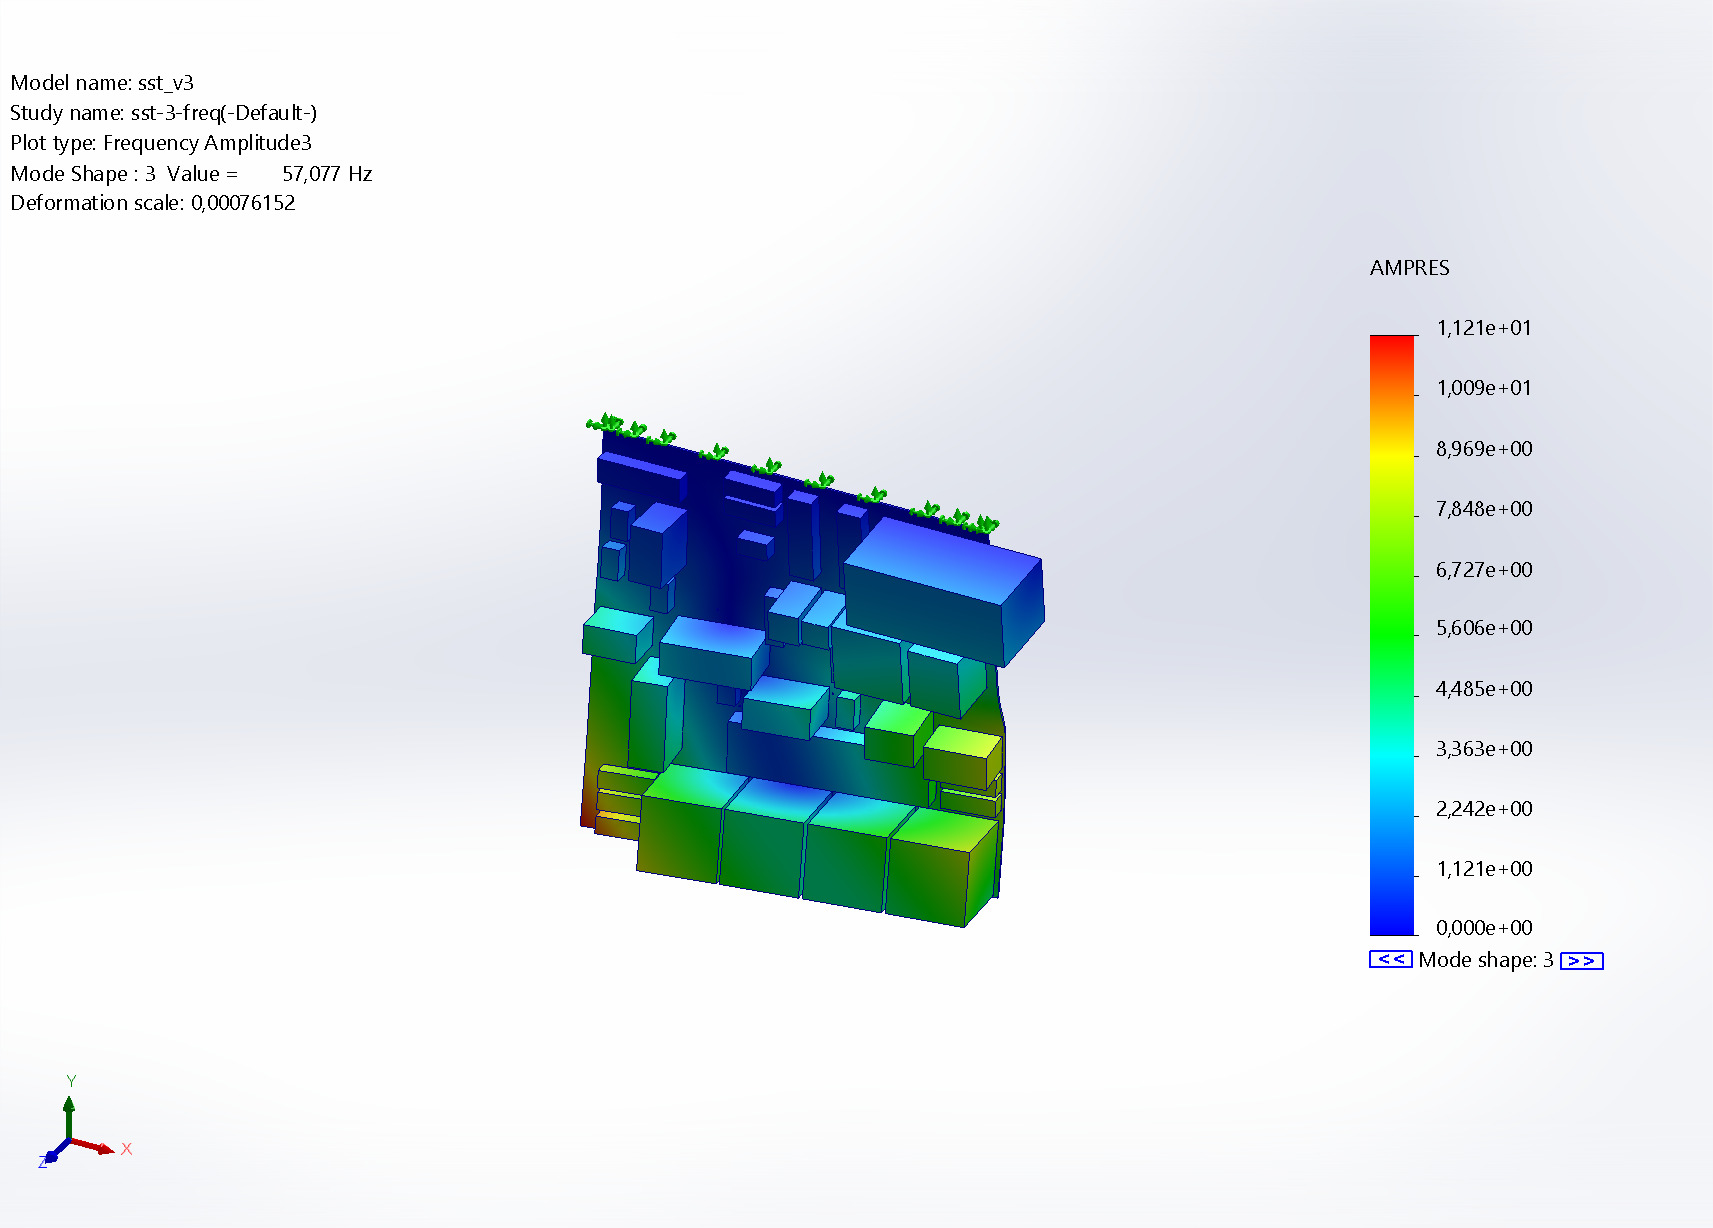 Model name: sst_v3
Study name: sst-3-freq(-Default-)
Plot type: Frequency Amplitude3
Mode Shape : 3 Value = 57,077 Hz
Deformation scale: 0,00076152
AMPRES
1,121e+01
1,009e+01
8,969e+00
7,848e+00
6,727e+00
5,606e+00
4,485e+00
3,363e+00
2,242e+00
1,121e+00
0,000e+00
<< Mode shape: 3 >>
Y
X
Z